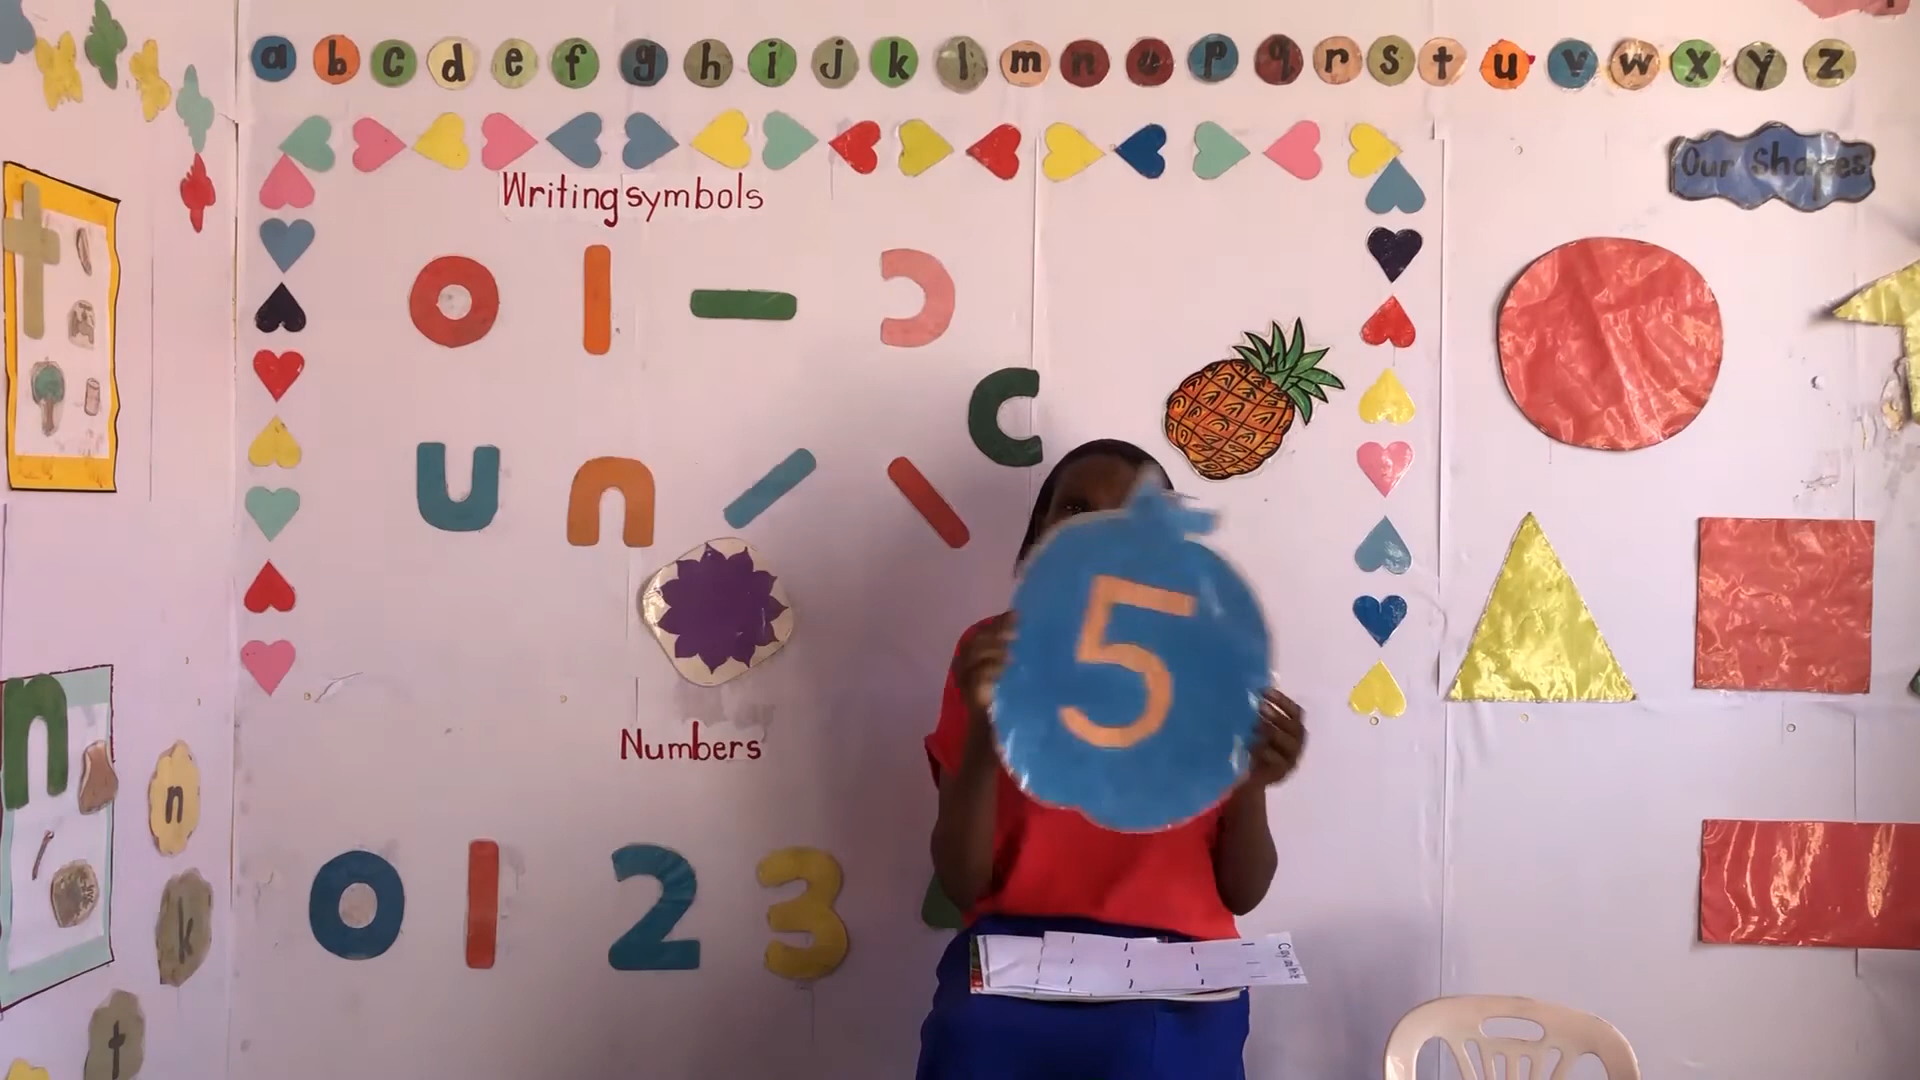 a b c d e f g h i j k l m n o p q r s t u v w x y z
Our Shapes
Writing symbols
5
Numbers
0 1 2 3
t
n
n
k
t